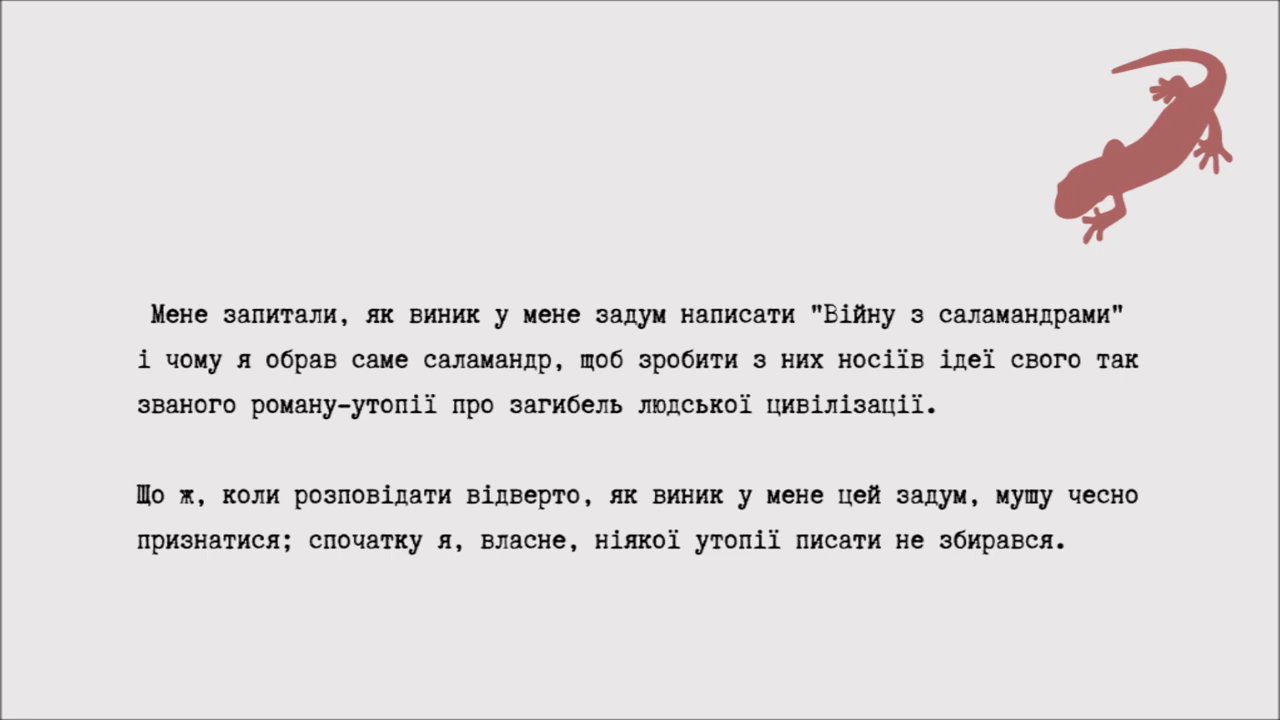 Мене запитали, як виник у мене задум написати "Війну з саламандрами"
і чому я обрав саме саламандр, щоб зробити з них носіїв ідеї свого так
званого роману-утопії про загибель людської цивілізації.
Що ж, коли розповідати відверто, як виник у мене цей задум, мушу чесно
признатися; спочатку я, власне, ніякої утопії писати не збирався.